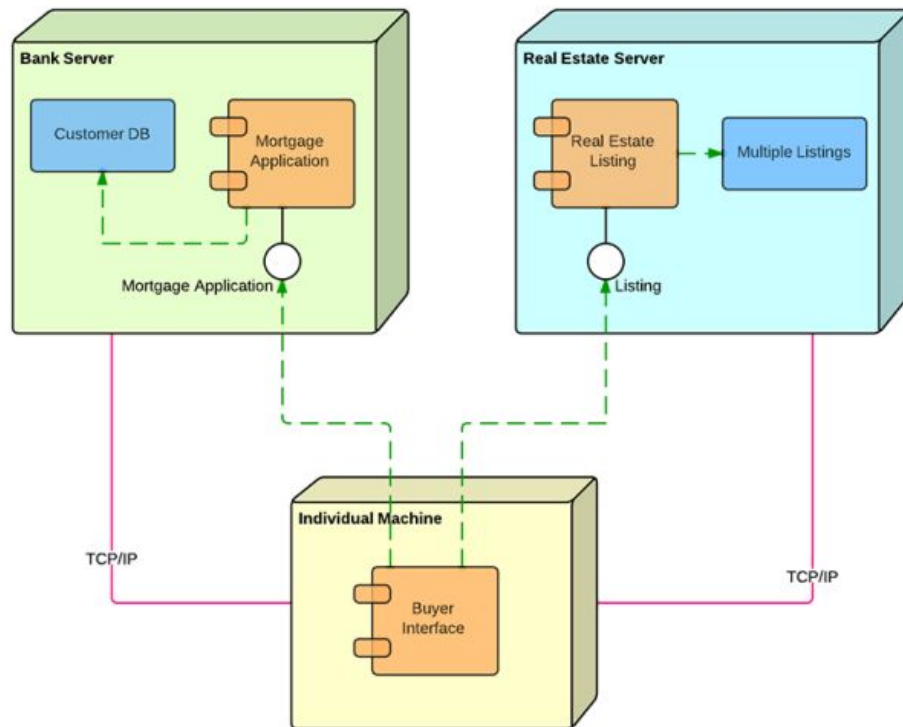 Bank Server
Customer DB
Mortgage
Application
Mortgage Application
Real Estate Server
Real Estate
Listing
Multiple Listings
Listing
TCP/IP
TCP/IP
Individual Machine
Buyer
Interface